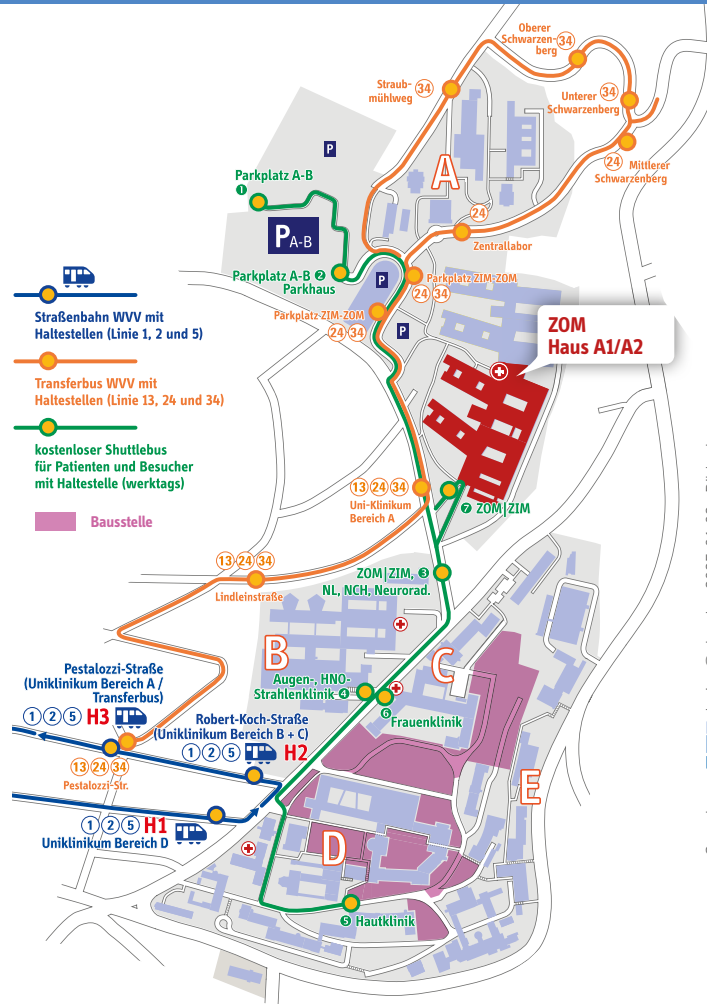 Oberer
Schwarzen-
berg
34
Straub-
mühlweg
34
Unterer
Schwarzenberg
34
24
Mittlerer
Schwarzenberg
A
P
Parkplatz A-B
1
24
Zentrallabor
P A-B
Parkplatz A-B 2
Parkhaus
P
Parkplatz ZIM-ZOM
24 34
Parkplatz ZIM-ZOM
24 34
P
ZOM
Haus A1/A2
Straßenbahn WVV mit
Haltestellen (Linie 1, 2 und 5)
Transferbus WVV mit
Haltestellen (Linie 13, 24 und 34)
kostenloser Shuttlebus
für Patienten und Besucher
mit Haltestelle (werktags)
Bausstelle
13 24 34
Uni-Klinikum
Bereich A
7 ZOM|ZIM
13 24 34
Lindleinstraße
ZOM|ZIM, 3
NL, NCH, Neurorad.
B
C
Augen-, HNO-
Strahlenklinik 4
6
Frauenklinik
Pestalozzi-Straße
(Uniklinikum Bereich A /
Transferbus)
1 2 5 H3
Robert-Koch-Straße
(Uniklinikum Bereich B + C)
1 2 5 H2
13 24 34
Pestalozzi-Str.
E
1 2 5 H1
Uniklinikum Bereich D
D
5 Hautklinik